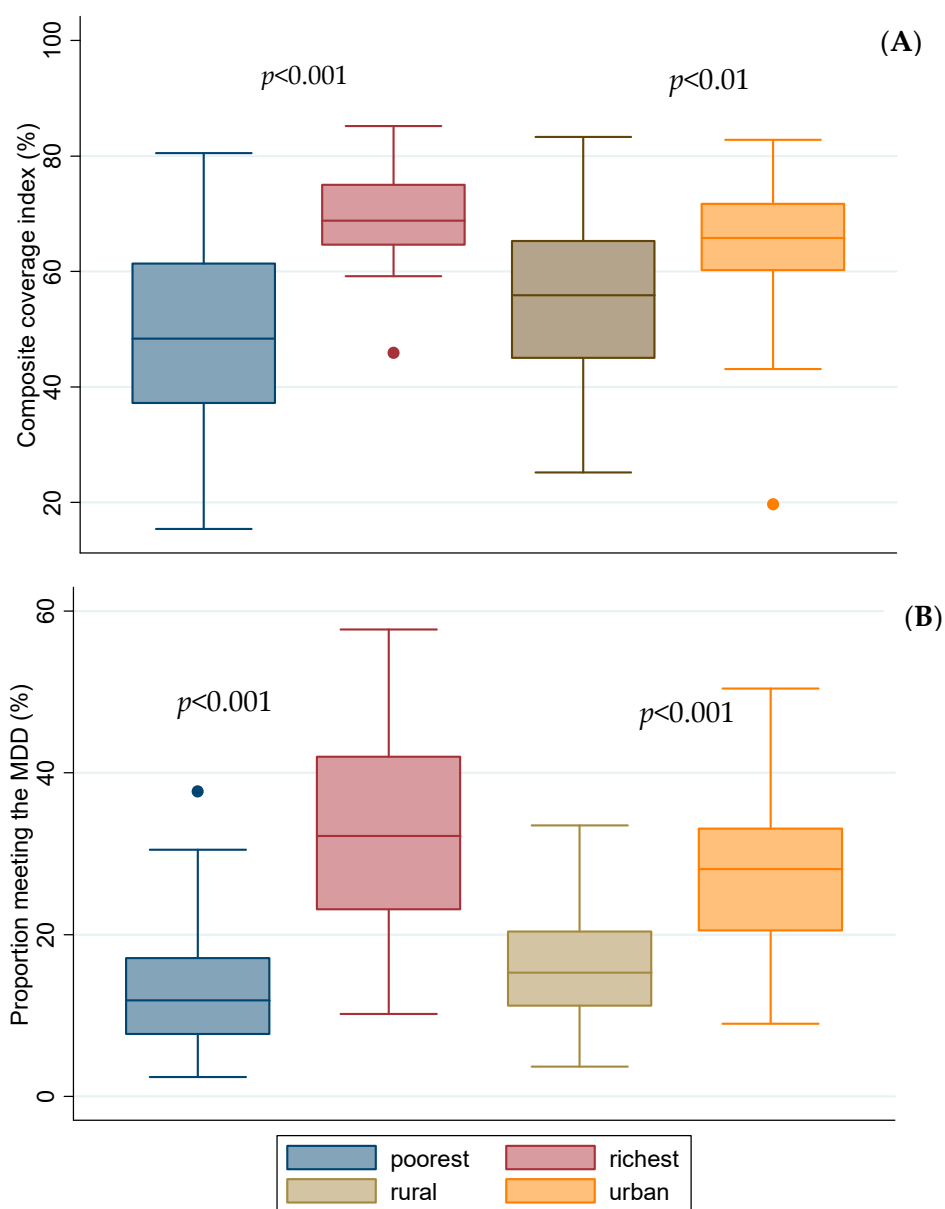 (A)
p<0.001
p<0.01
Composite coverage index (%)
100
80
60
40
20
(B)
p<0.001
p<0.001
Proportion meeting the MDD (%)
60
40
20
0
poorest
richest
rural
urban